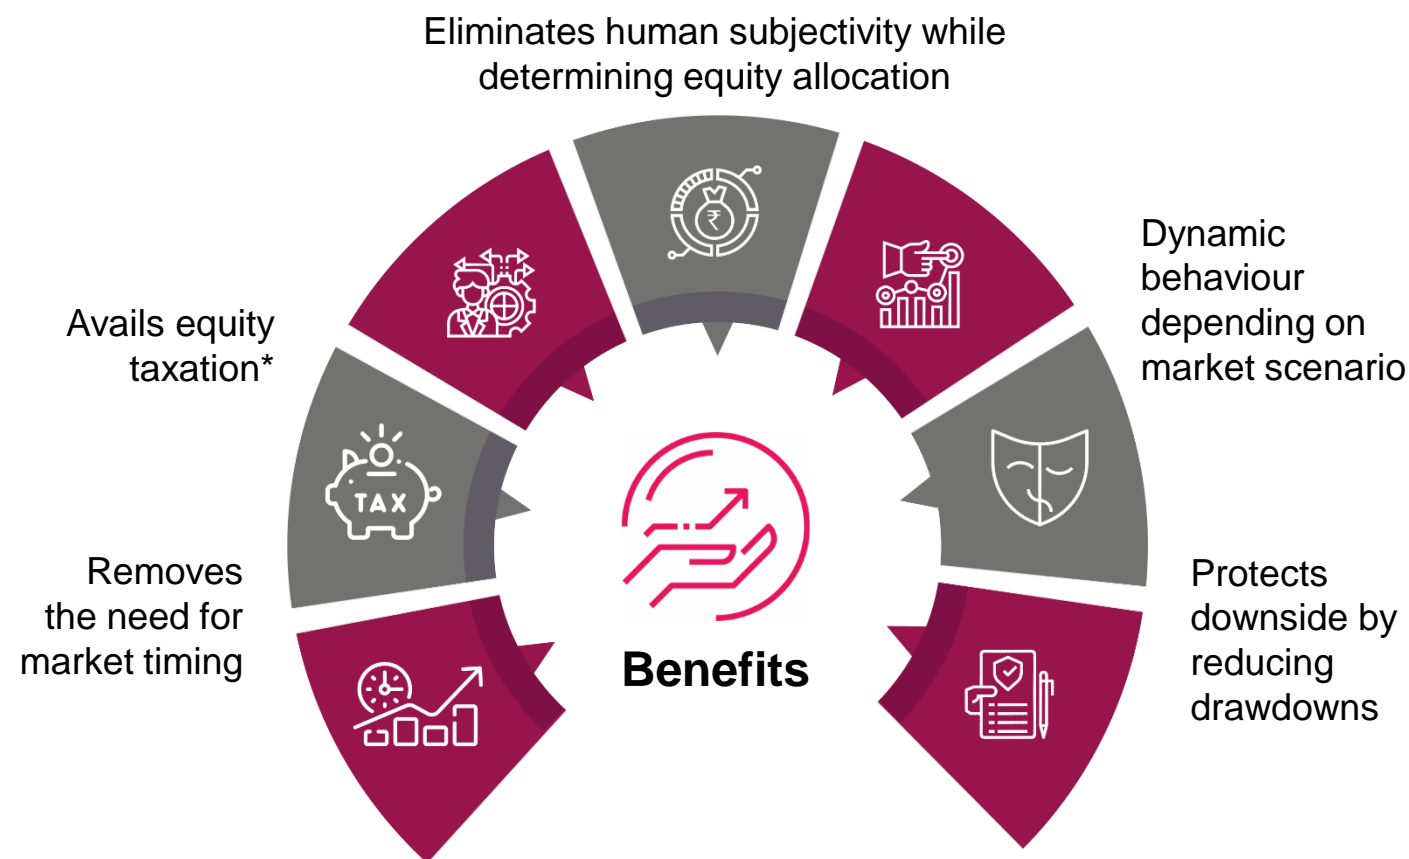 Eliminates human subjectivity while
determining equity allocation
Avails equity
taxation*
Dynamic
behaviour
depending on
market scenario
₹
TAX
Removes
the need for
market timing
Benefits
Protects
downside by
reducing
drawdowns